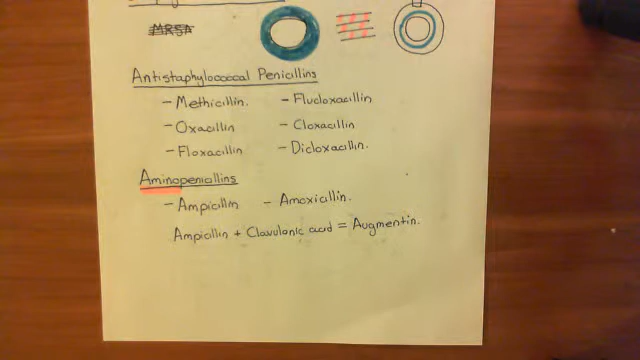 MRSA
Antistaphylococcal Penicillins
- Methicillin. - Flucloxacillin
- Oxacillin - Cloxacillin
- Floxacillin - Dicloxacillin.
Aminopenicillins
- Ampicillin - Amoxicillin.
Ampicillin + Clavulonic acid = Augmentin.